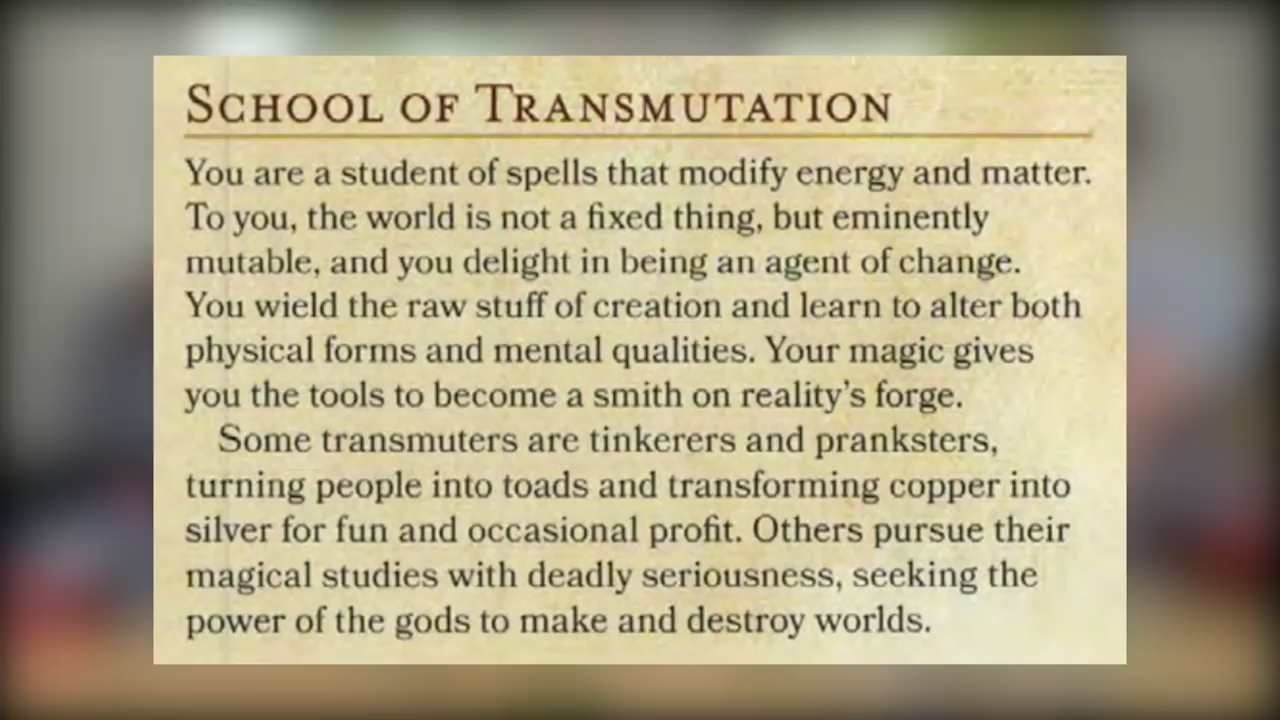 School of Transmutation
You are a student of spells that modify energy and matter.
To you, the world is not a fixed thing, but eminently
mutable, and you delight in being an agent of change.
You wield the raw stuff of creation and learn to alter both
physical forms and mental qualities. Your magic gives
you the tools to become a smith on reality's forge.
Some transmuters are tinkerers and pranksters,
turning people into toads and transforming copper into
silver for fun and occasional profit. Others pursue their
magical studies with deadly seriousness, seeking the
power of the gods to make and destroy worlds.